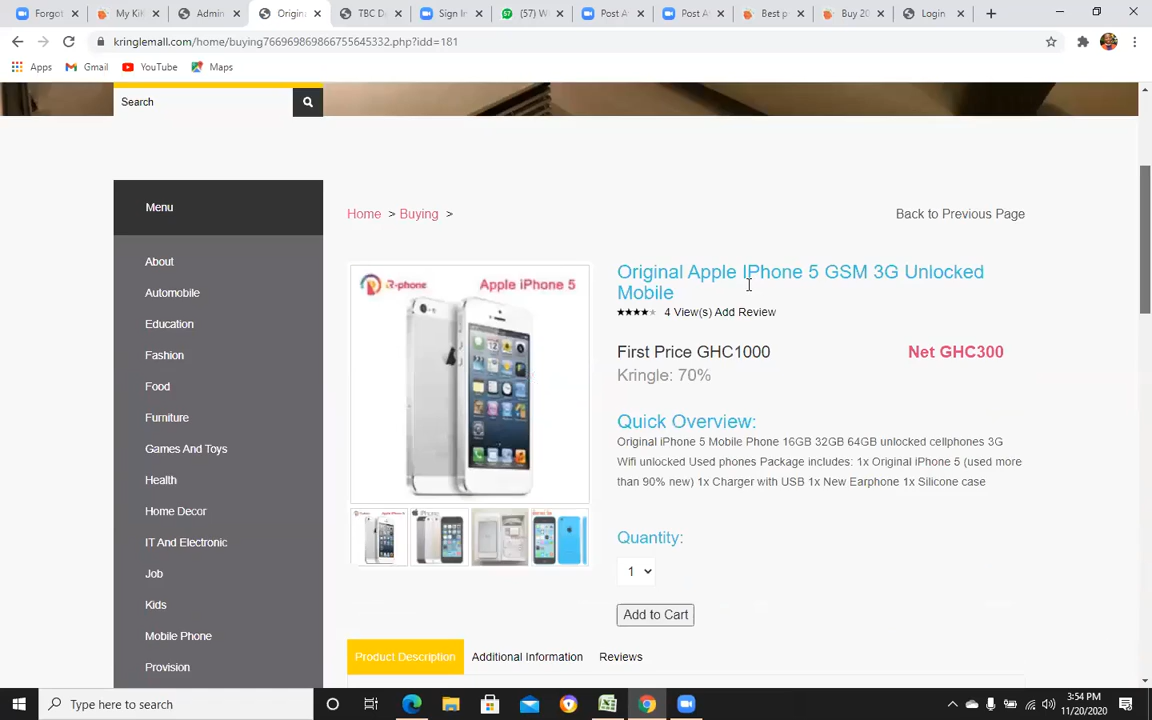 Forgot
My Ki
Admin
Origin
TBC D
Sign In
(57) W
Post A
Post A
Best p
Buy 20
Login
kringlemall.com/home/buying766969869866755645332.php?idd=181
Apps
Gmail
YouTube
Maps
Search
Menu
About
Automobile
Education
Fashion
Food
Furniture
Games And Toys
Health
Home Decor
IT And Electronic
Job
Kids
Mobile Phone
Provision
Home > Buying >
Back to Previous Page
R-phone
Apple iPhone 5
Original Apple IPhone 5 GSM 3G Unlocked
Mobile
4 View(s) Add Review
First Price GHC1000
Net GHC300
Kringle: 70%
Quick Overview:
Original iPhone 5 Mobile Phone 16GB 32GB 64GB unlocked cellphones 3G
Wifi unlocked Used phones Package includes: 1x Original iPhone 5 (used more
than 90% new) 1x Charger with USB 1x New Earphone 1x Silicone case
Quantity:
1
Add to Cart
Product Description
Additional Information
Reviews
Type here to search
3:54 PM
11/20/2020